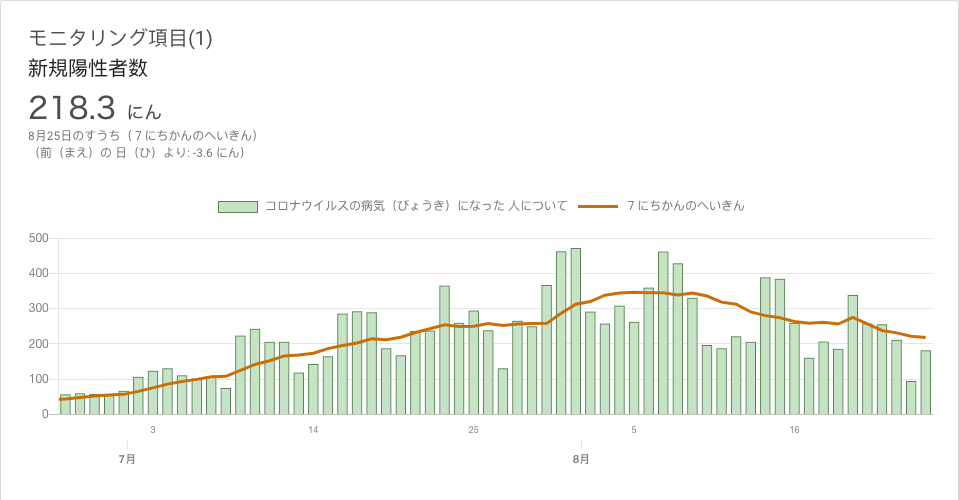 モニタリング項目(1)
新規陽性者数
218.3 にん
8月25日のすうち（７にちかんのへいきん）
（前（まえ）の 日（ひ）より: -3.6 にん）
コロナウイルスの病気（びょうき）になった 人について ７にちかんのへいきん
500
400
300
200
100
0
3 14 25 5 16
7月 8月